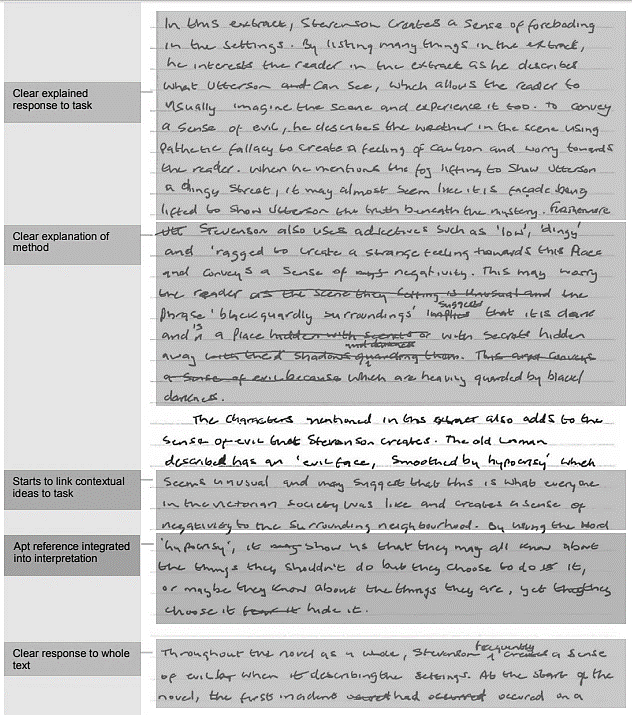 In this extract, Stevenson creates a sense of foreboding
in the settings. By listing many things in the extract,
he interests the reader in the extract as he describes
Clear explained
response to task
what Utterson and can see, which allows the reader to
visually imagine the scene and experience it too. To convey
a sense of evil, he describes the weather in the scene using
pathetic fallacy to create a feeling of caution and worry towards
the reader. When he mentions the fog lifting to show Utterson
a dingy street, it may almost seem like it is façade being
lifted to show Utterson the truth beneath the mystery. Furthermore
Clear explanation of
method
Stevenson also uses adjectives such as 'low', 'dingy'
and 'ragged to create a strange feeling towards this place
and conveys a sense of negativity. This may worry
the reader as the scene they is unusual and the
phrase 'blackguardly surroundings' implies suggests that it is dark
and is a place hidden with secrets or with secrets hidden
away with the shadows guarding them. and darkness This
a sense of evil because which are heavily guarded by black
darkness.
The characters mentioned in this extract also adds to the
sense of evil that Stevenson creates. The old woman
described has an 'evil face, smoothed by hypocrisy' which
Starts to link contextual
ideas to task
seems unusual and may suggest that this is what everyone
in the Victorian society was like and creates a sense of
negativity to the surrounding neighbourhood. By using the word
Apt reference integrated
into interpretation
'hypocrisy', it may show us that they may all know about
the things they shouldn't do but they choose to do it,
or maybe they know about the things they are, yet they
choose it hide it.
Clear response to whole
text
Throughout the novel as a whole, Stevenson frequently creates a sense
of evil when it describing the settings. At the start of the
novel, the first incident had occurred occured on a